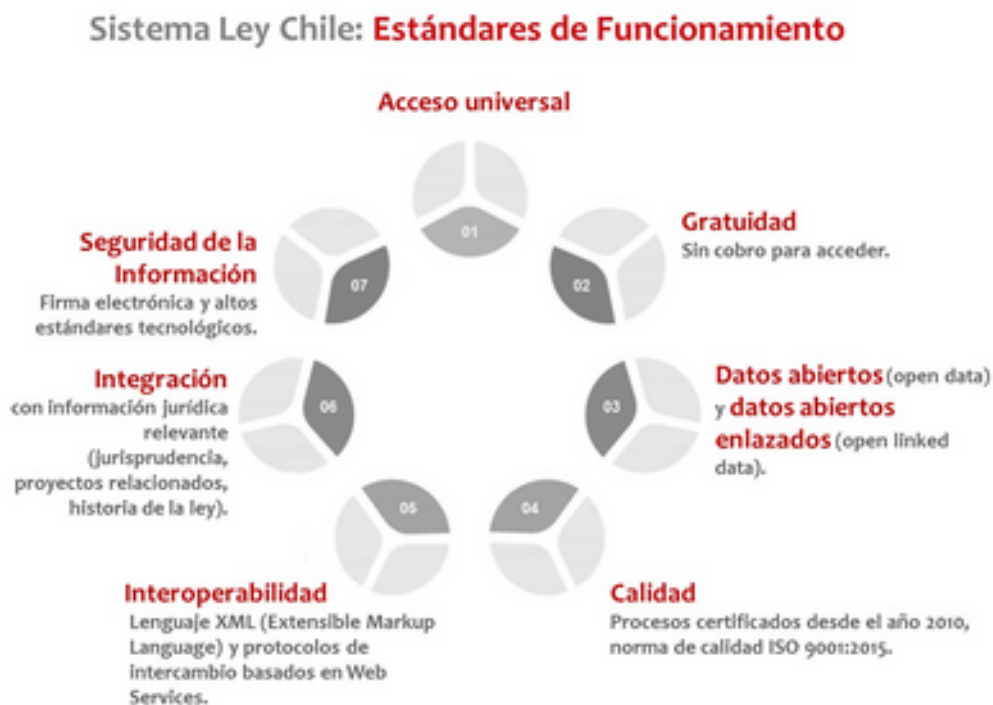 Sistema Ley Chile: Estándares de Funcionamiento
Acceso universal
01
Gratuidad
Sin cobro para acceder.
02
Datos abiertos (open data)
y datos abiertos
enlazados (open linked
data).
03
Calidad
Procesos certificados desde el año 2010,
norma de calidad ISO 9001:2015.
04
Interoperabilidad
Lenguaje XML (Extensible Markup
Language) y protocolos de
intercambio basados en Web
Services.
05
Integración
con información jurídica
relevante
(jurisprudencia,
proyectos relacionados,
historia de la ley).
06
Seguridad de la
Información
Firma electrónica y altos
estándares tecnológicos.
07